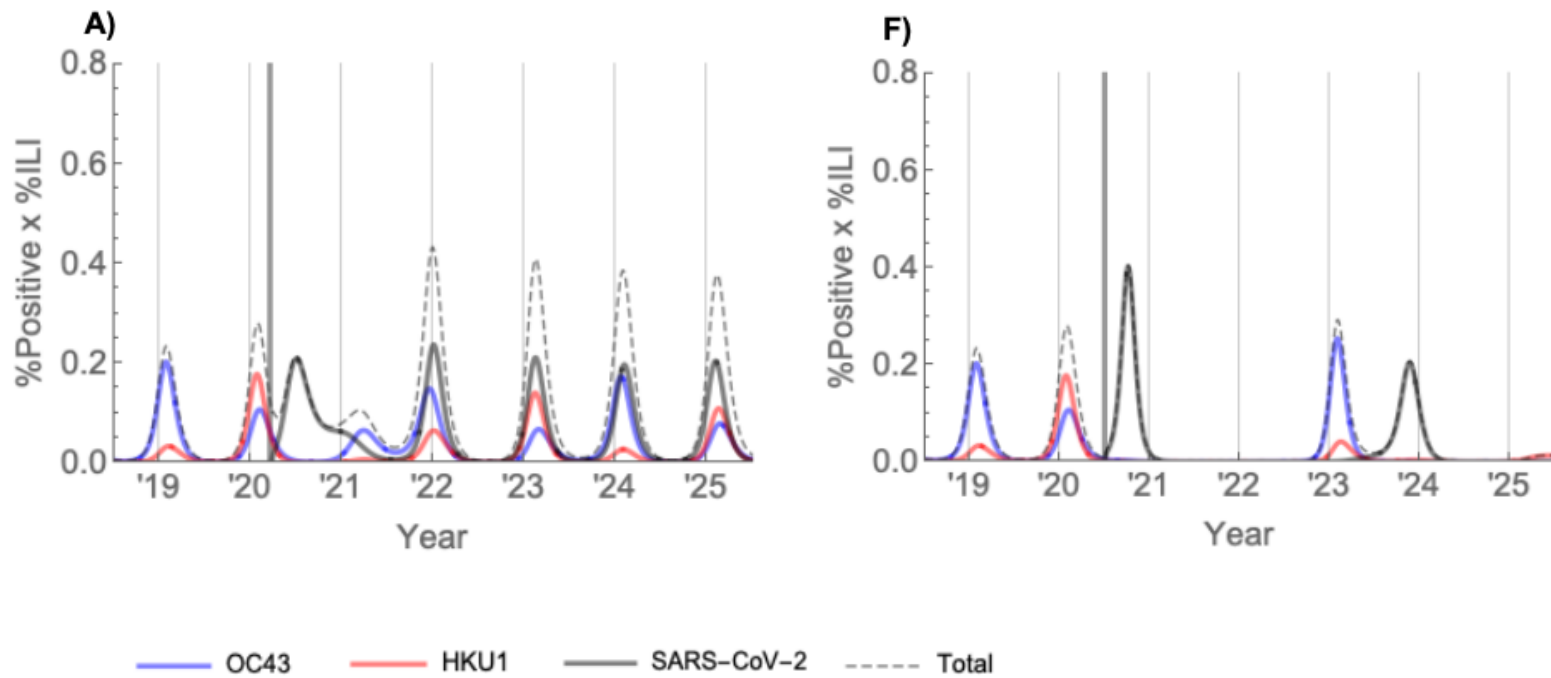 A)
%Positive x %ILI
0.8
0.6
0.4
0.2
0.0
'19 '20 '21 '22 '23 '24 '25
Year
F)
%Positive x %ILI
0.8
0.6
0.4
0.2
0.0
'19 '20 '21 '22 '23 '24 '25
Year
OC43 HKU1 SARS-CoV-2 Total